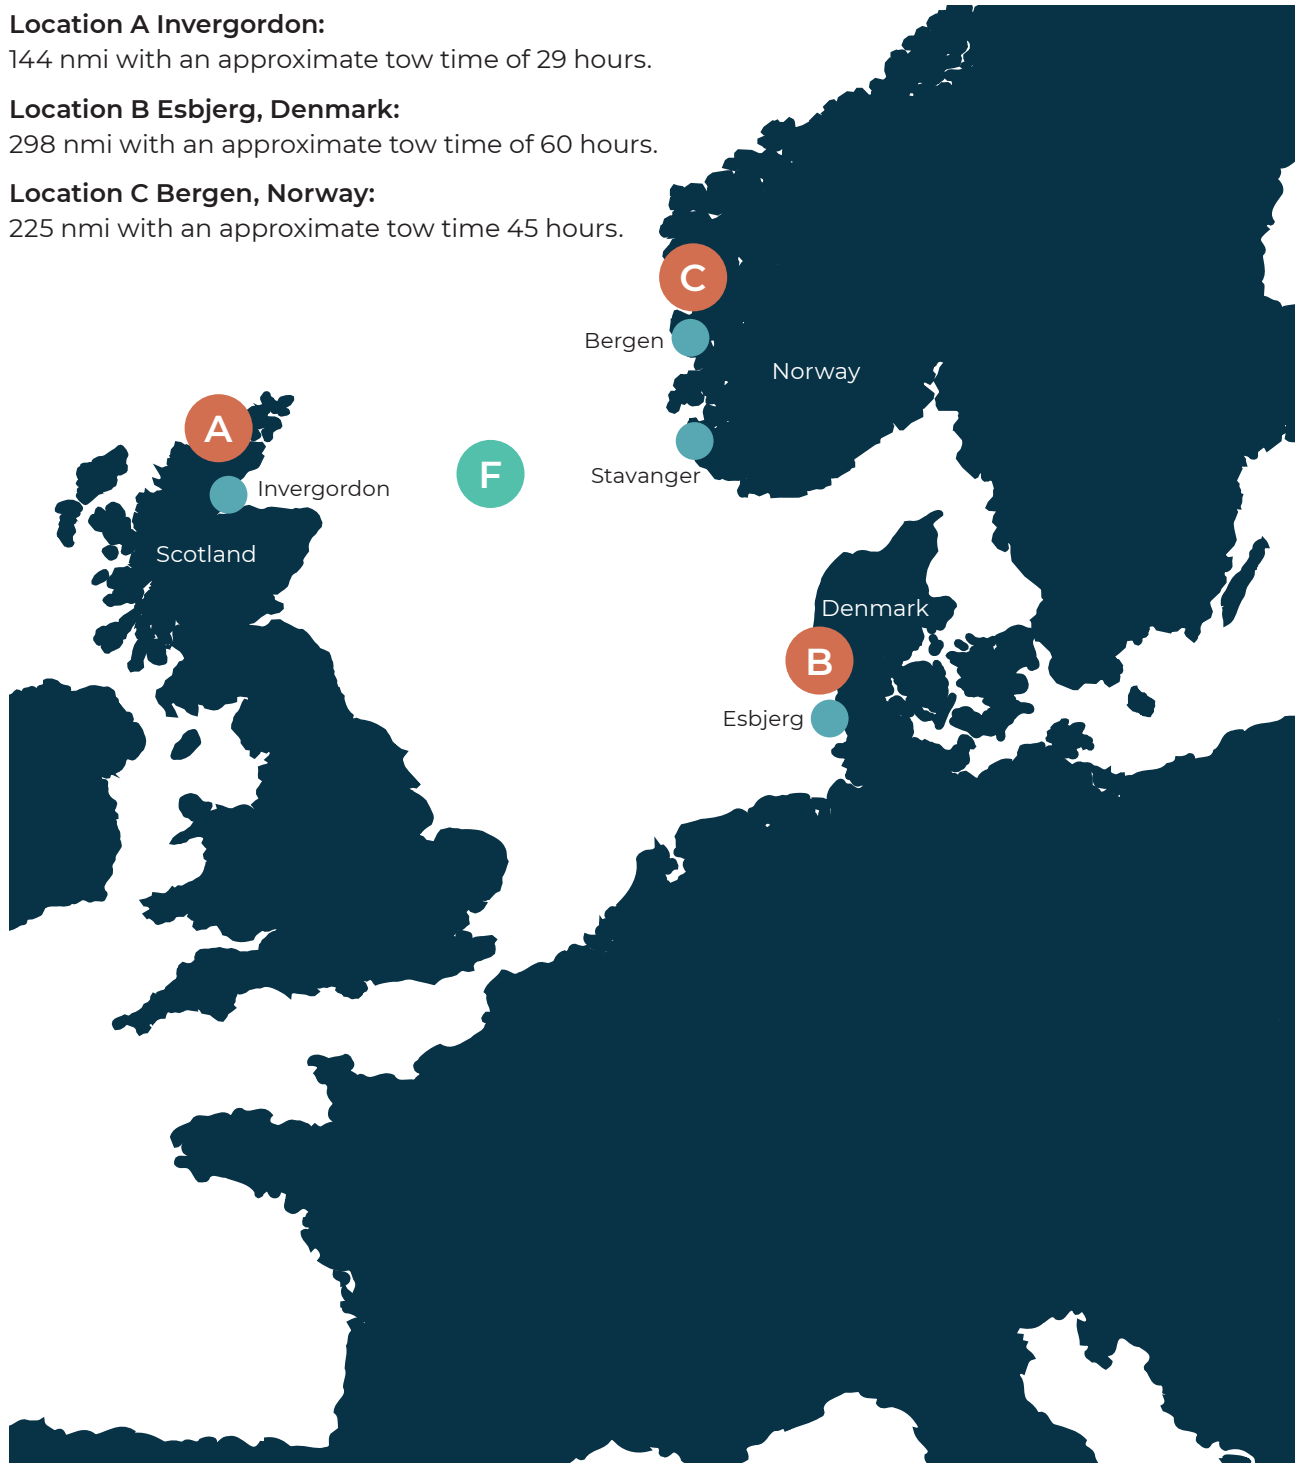 Location A Invergordon:
144 nmi with an approximate tow time of 29 hours.
Location B Esbjerg, Denmark:
298 nmi with an approximate tow time of 60 hours.
Location C Bergen, Norway:
225 nmi with an approximate tow time 45 hours.
C
Bergen
Norway
A
F
Stavanger
Invergordon
Scotland
Denmark
B
Esbjerg